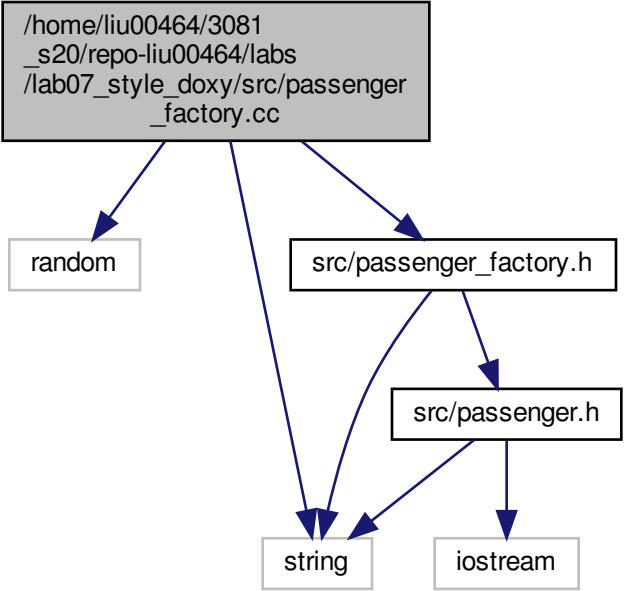 /home/liu00464/3081
_s20/repo-liu00464/labs
/lab07_style_doxy/src/passenger
_factory.cc
random
src/passenger_factory.h
src/passenger.h
string
iostream